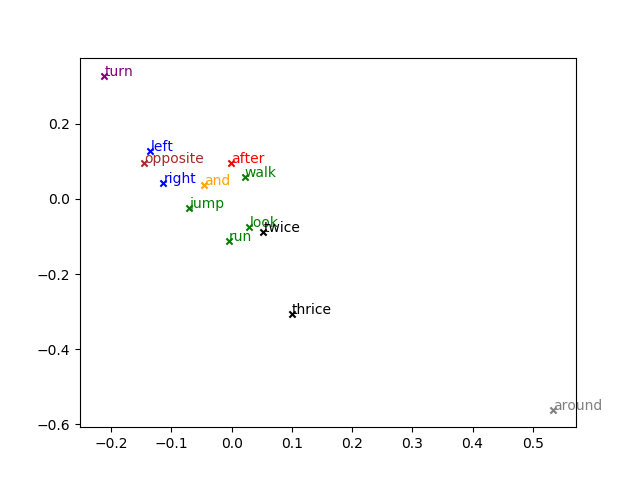 turn
left
opposite
after
walk
right
and
jump
look
twice
run
thrice
around
0.2
0.0
−0.2
−0.4
−0.6
−0.2 −0.1 0.0 0.1 0.2 0.3 0.4 0.5